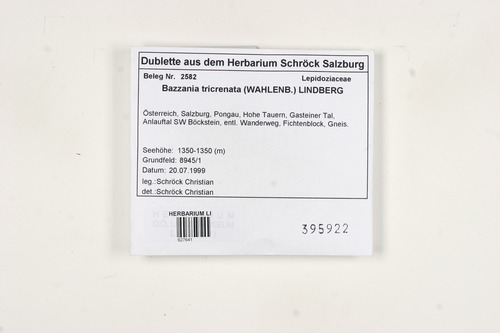 Dublette aus dem Herbarium Schröck Salzburg
Beleg Nr. 2582 Lepidoziaceae
Bazzania tricrenata (WAHLENB.) LINDBERG
Österreich, Salzburg, Pongau, Hohe Tauern, Gasteiner Tal,
Anlauftal SW Böckstein, entl. Wanderweg, Fichtenblock, Gneis.
Seehöhe: 1350-1350 (m)
Grundfeld: 8945/1
Datum: 20.07.1999
leg.:Schröck Christian
det.:Schröck Christian
HERBARIUM LI
627641
395922